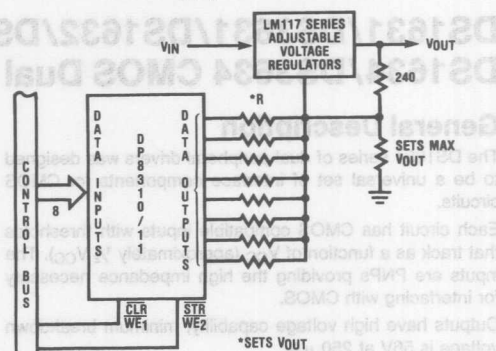 LM117 SERIES
ADJUSTABLE
VOLTAGE
REGULATORS
VIN
VOUT
240
*R
SETS MAX
VOUT
CONTROL BUS
8
DATA INPUTS
DP8310/1
DATA OUTPUTS
CLR
WE1
STR
WE2
*SETS VOUT
DS1631/DS3631/DS1632/DS
DS1634/DS3634 CMOS Dual
General Description
The DS1631 series of dual peripheral drivers was designed
to be a universal set of interface components for CMOS
circuits.
Each circuit has CMOS compatible inputs with thresholds
that track as a function of VCC (approximately ½ VCC). The
inputs are PNPs providing the high impedance necessary
for interfacing with CMOS.
Outputs have high voltage capability, minimum breakdown
voltage is 56V at 250